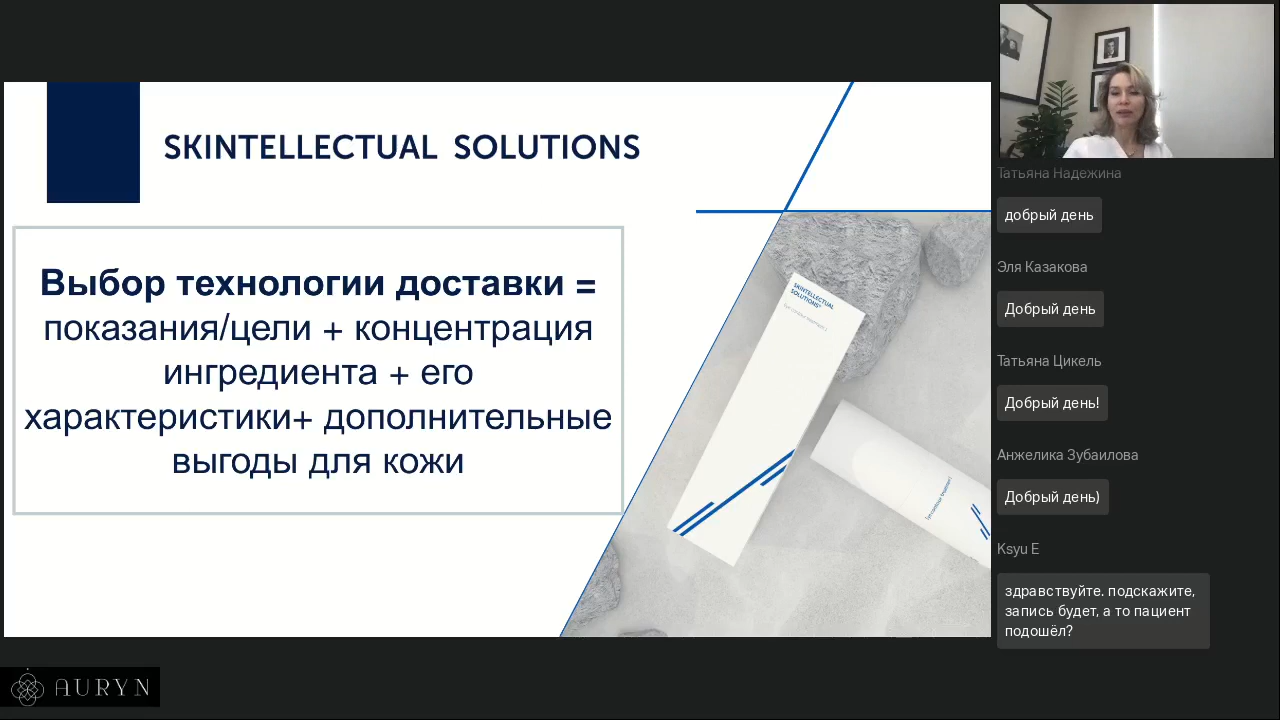 SKINTELLECTUAL SOLUTIONS
Выбор технологии доставки =
показания/цели + концентрация
ингредиента + его
характеристики+ дополнительные
выгоды для кожи
SKINTELLECTUAL
SOLUTIONS
Татьяна Надежина
добрый день
Эля Казакова
Добрый день
Татьяна Цикель
Добрый день!
Анжелика Зубаилова
Добрый день)
Ksyu E
здравствуйте. подскажите,
запись будет, а то пациент
подошёл?
AURYN